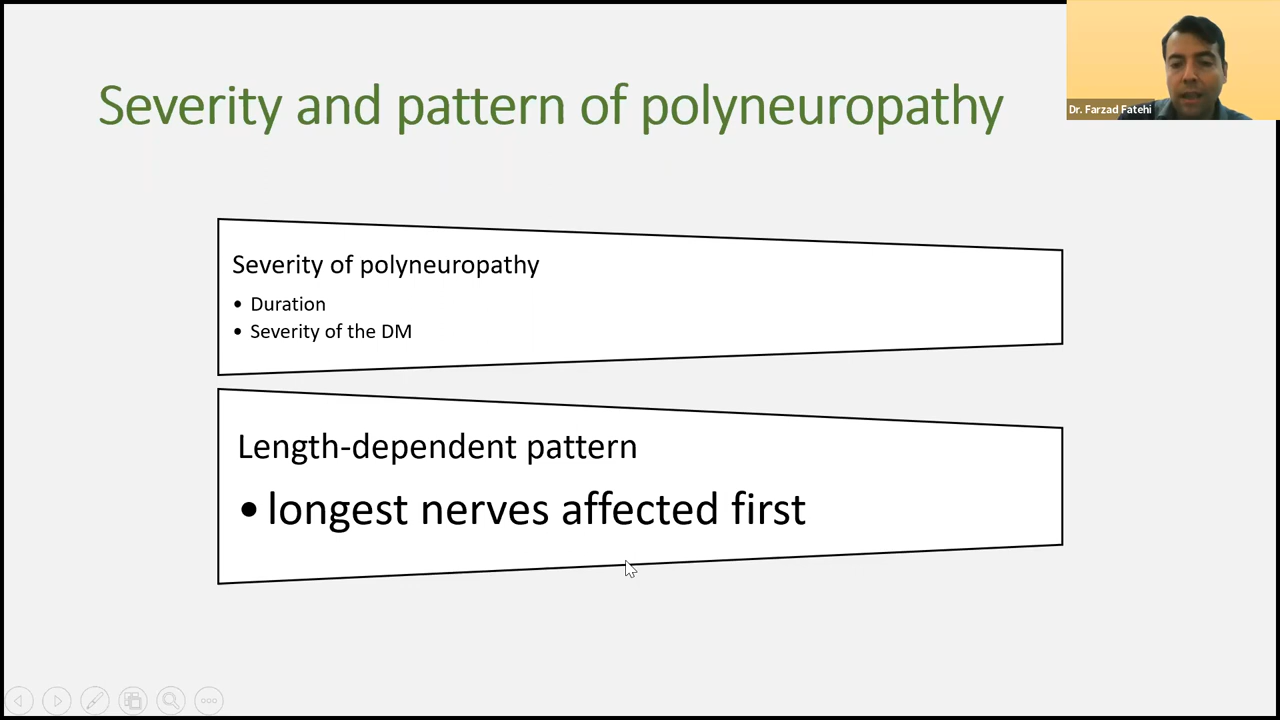 Severity and pattern of polyneuropathy
Dr. Farzad Fatehi
Severity of polyneuropathy
• Duration
• Severity of the DM
Length-dependent pattern
• longest nerves affected first